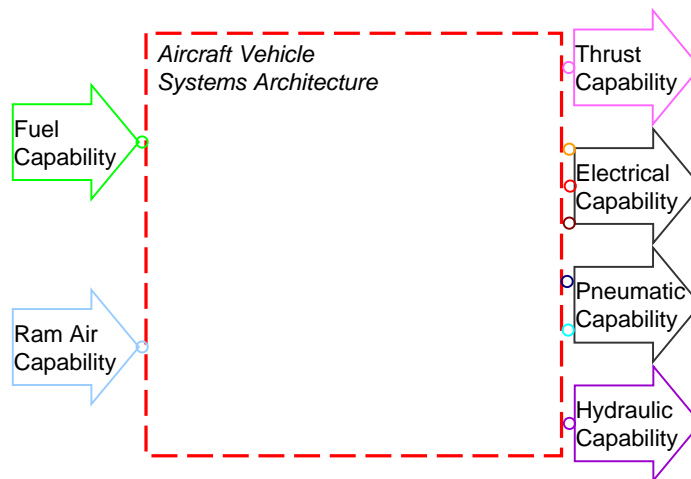 Aircraft Vehicle
Systems Architecture
Fuel
Capability
Ram Air
Capability
Thrust
Capability
Electrical
Capability
Pneumatic
Capability
Hydraulic
Capability